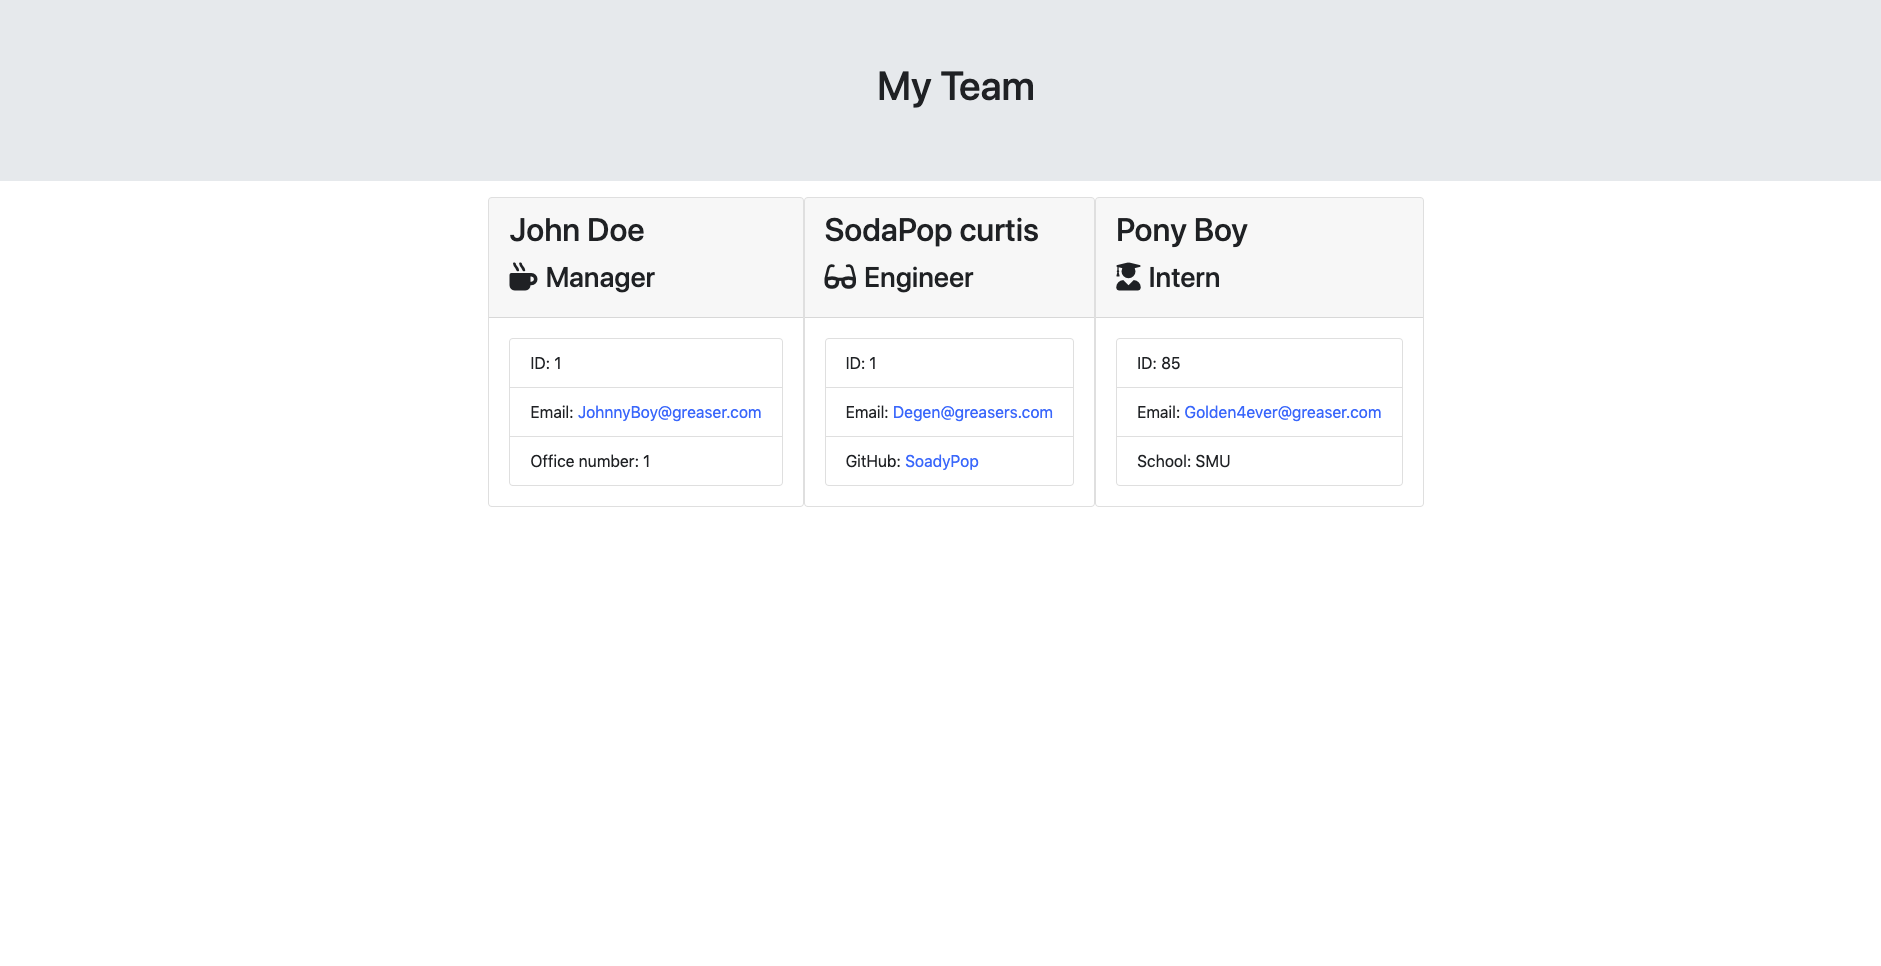 My Team
John Doe
Manager
ID: 1
Email: JohnnyBoy@greaser.com
Office number: 1
SodaPop curtis
Engineer
ID: 1
Email: Degen@greasers.com
GitHub: SoadyPop
Pony Boy
Intern
ID: 85
Email: Golden4ever@greaser.com
School: SMU